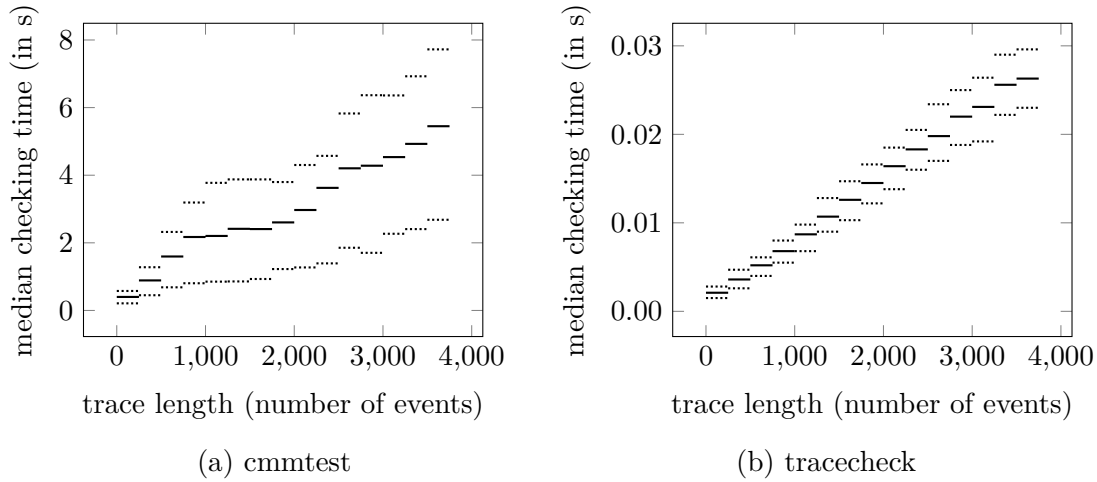 median checking time (in s)
8
6
4
2
0
0 1,000 2,000 3,000 4,000
trace length (number of events)
(a) cmmtest
median checking time (in s)
0.03
0.02
0.01
0.00
0 1,000 2,000 3,000 4,000
trace length (number of events)
(b) tracecheck